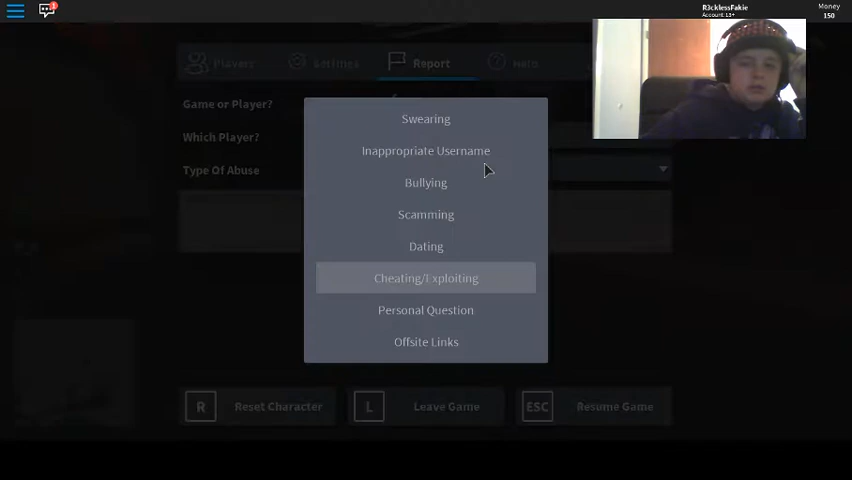 1
R3cklessFakie
Account: 13+
Money
150
Players
Settings
Report
Help
Game or Player?
Which Player?
Type Of Abuse
Swearing
Inappropriate Username
Bullying
Scamming
Dating
Cheating/Exploiting
Personal Question
Offsite Links
R Reset Character
L Leave Game
ESC Resume Game